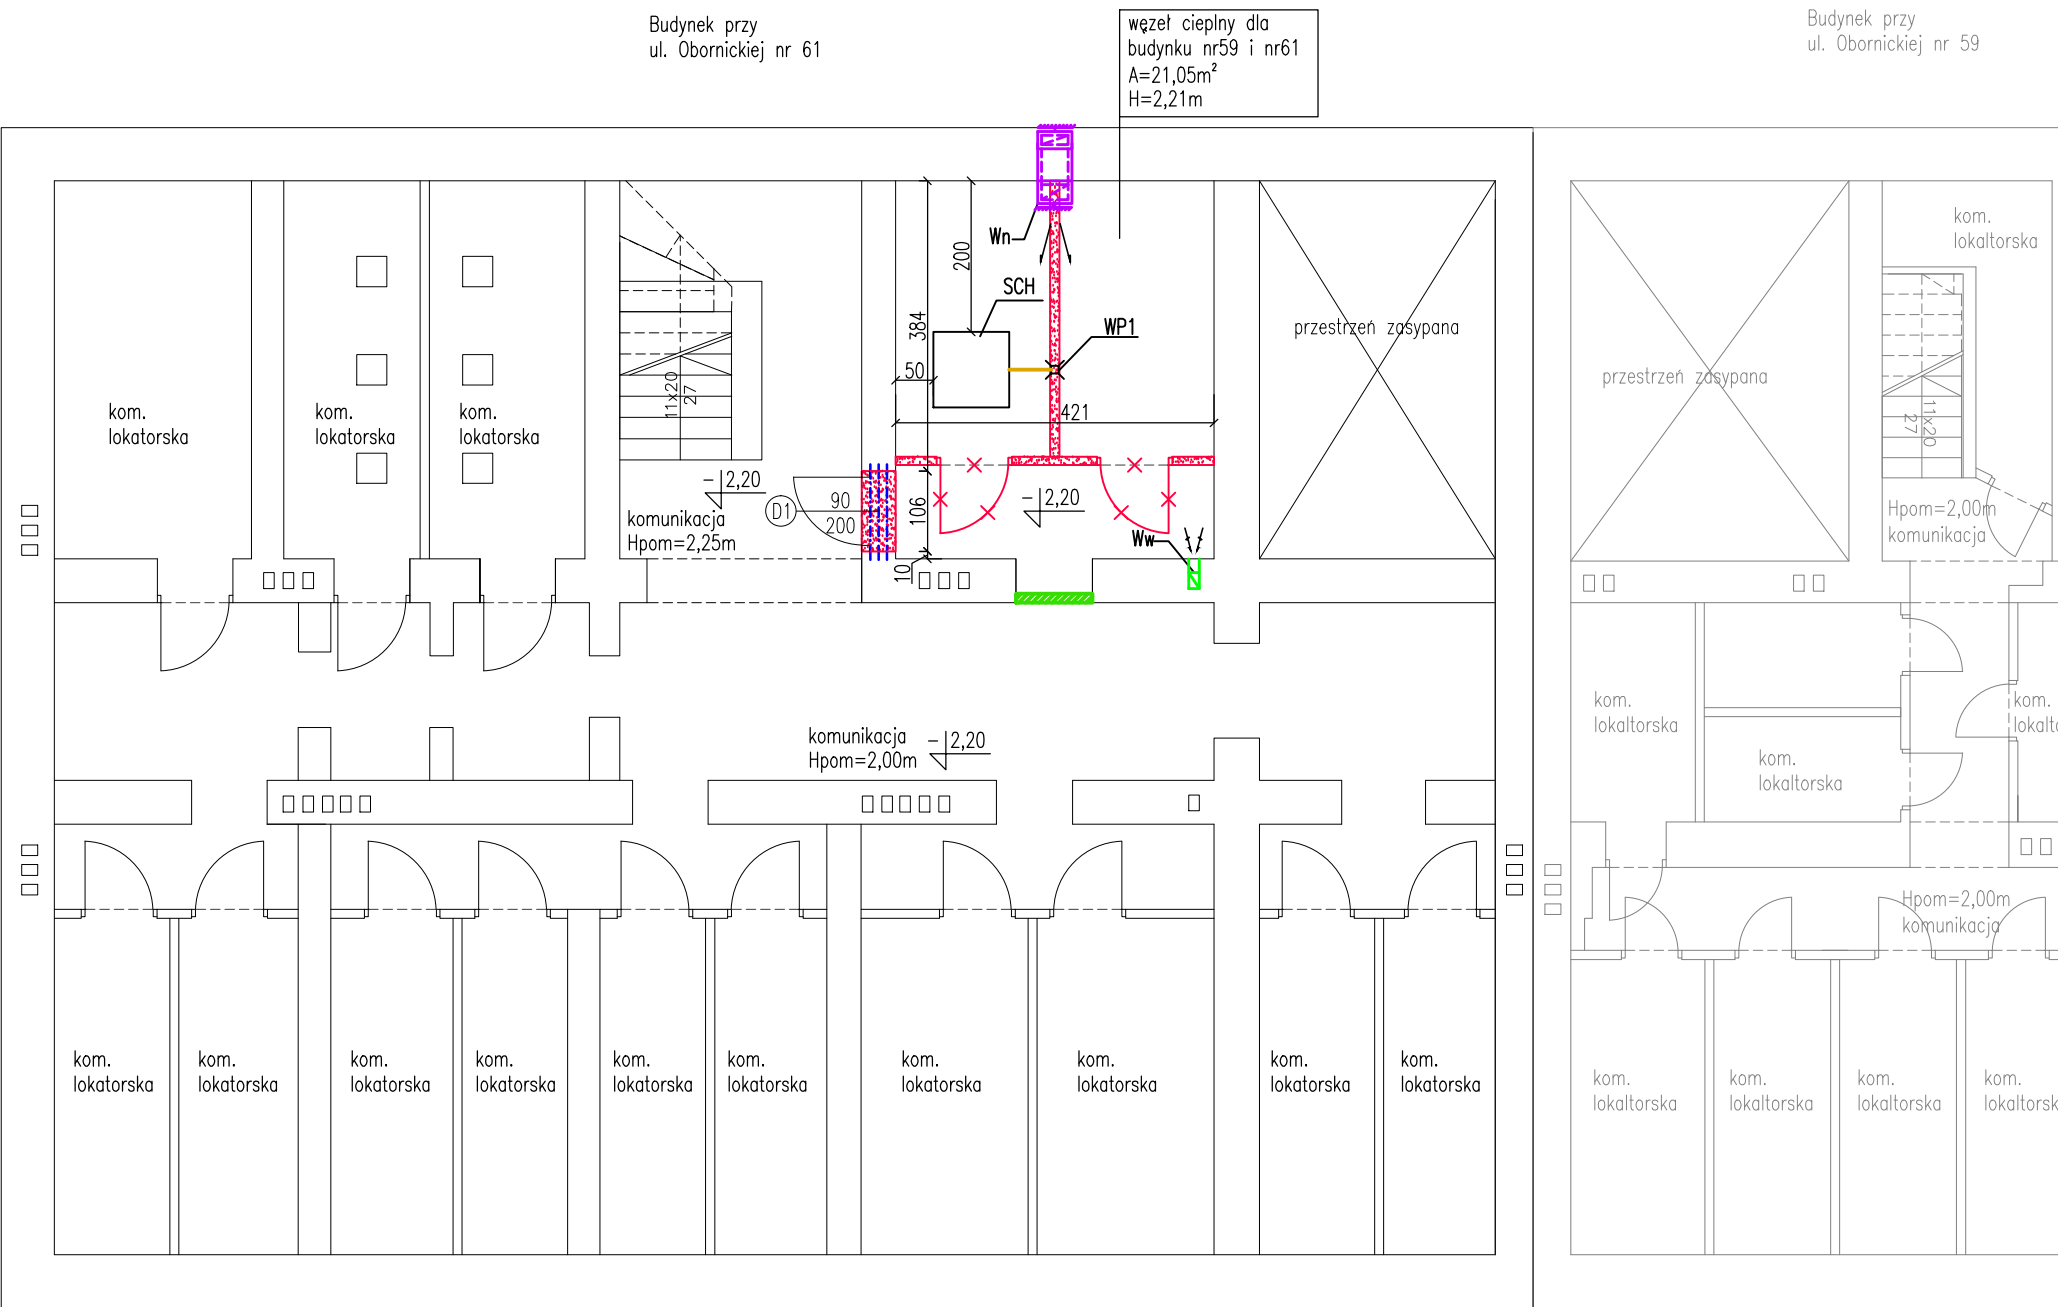 Budynek przy
ul. Obornickiej nr 61
węzeł cieplny dla
budynku nr59 i nr61
A=21,05m²
H=2,21m
Budynek przy
ul. Obornickiej nr 59
kom.
lokaltorska
Wn
200
SCH
384
WP1
przestrzeń zasypana
przestrzeń zasypana
50
11x20
27
421
kom.
lokatorska
kom.
lokatorska
kom.
lokatorska
11x20
27
-2,20
D1
90
200
106
-2,20
komunikacja
Hpom=2,25m
Ww
10
Hpom=2,00m
komunikacja
komunikacja
Hpom=2,00m
-2,20
kom.
lokaltorska
kom.
lokaltorska
kom.
lokalto
Hpom=2,00m
komunikacja
kom.
lokatorska
kom.
lokatorska
kom.
lokatorska
kom.
lokatorska
kom.
lokatorska
kom.
lokatorska
kom.
lokatorska
kom.
lokatorska
kom.
lokatorska
kom.
lokatorska
kom.
lokaltorska
kom.
lokaltorska
kom.
lokaltorska
kom.
lokaltorsk